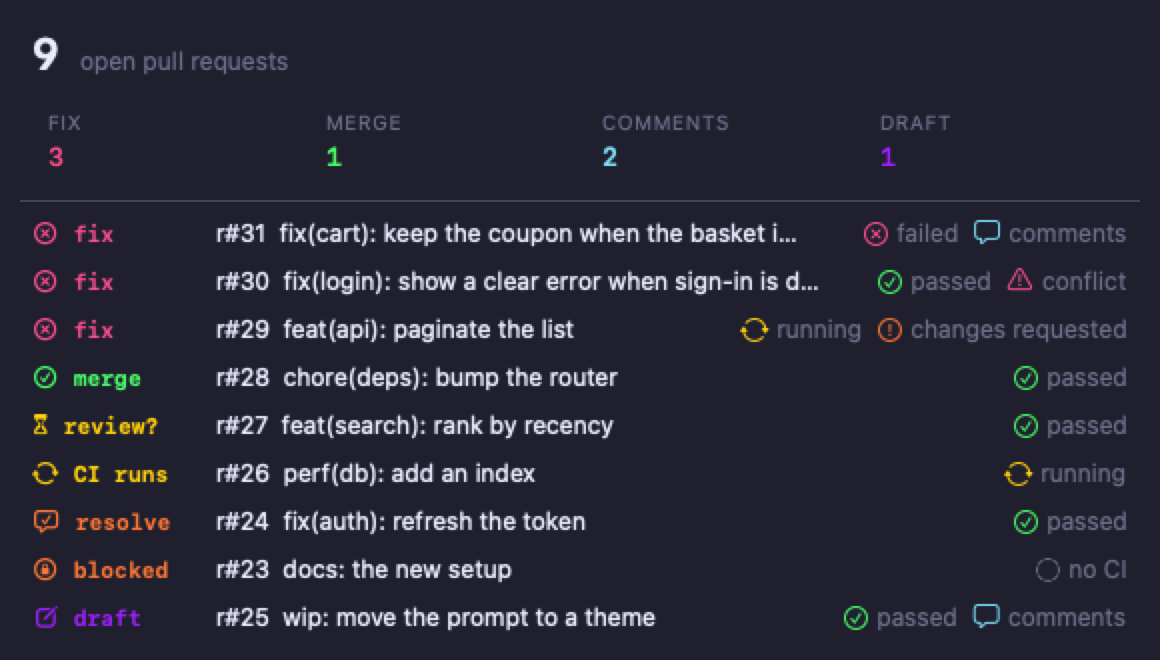 9 open pull requests
FIX MERGE COMMENTS DRAFT
3 1 2 1
fix r#31 fix(cart): keep the coupon when the basket i... failed comments
fix r#30 fix(login): show a clear error when sign-in is d... passed conflict
fix r#29 feat(api): paginate the list running changes requested
merge r#28 chore(deps): bump the router passed
review? r#27 feat(search): rank by recency passed
CI runs r#26 perf(db): add an index running
resolve r#24 fix(auth): refresh the token passed
blocked r#23 docs: the new setup no CI
draft r#25 wip: move the prompt to a theme passed comments